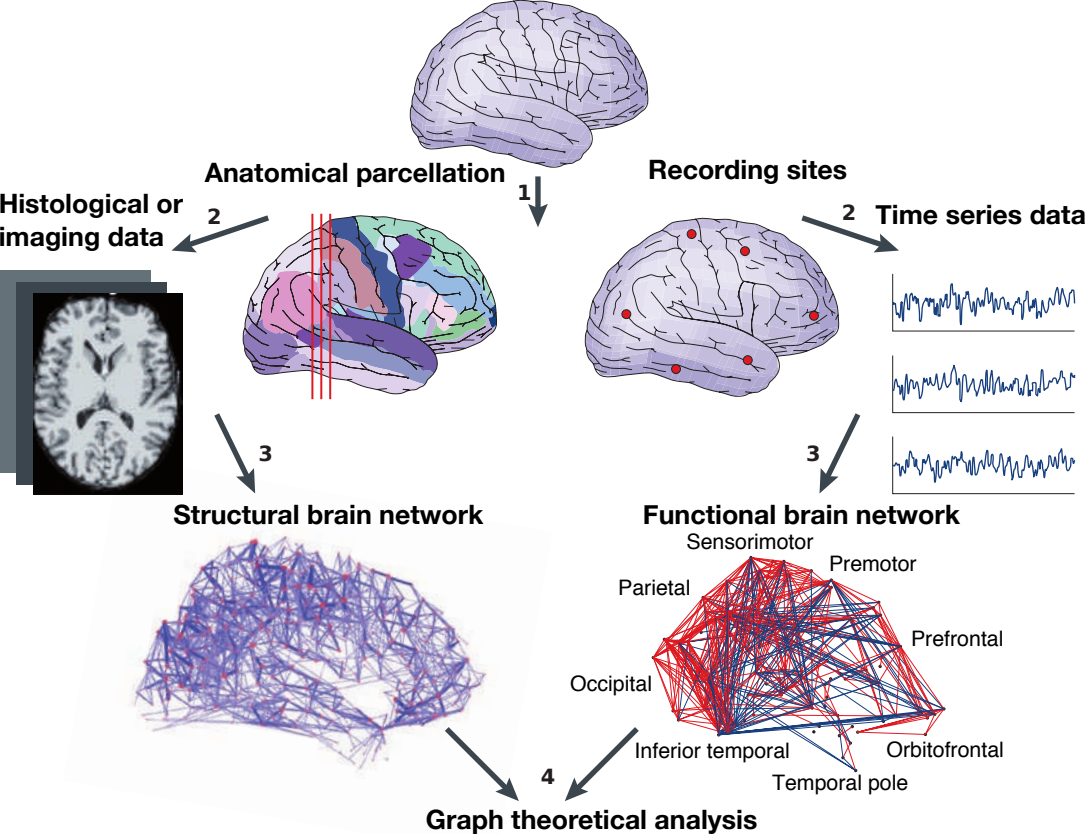 Anatomical parcellation
Recording sites
1
Histological or
imaging data
2
2
Time series data
3
3
Structural brain network
Functional brain network
Sensorimotor
Premotor
Parietal
Prefrontal
Occipital
Inferior temporal
Orbitofrontal
Temporal pole
4
Graph theoretical analysis